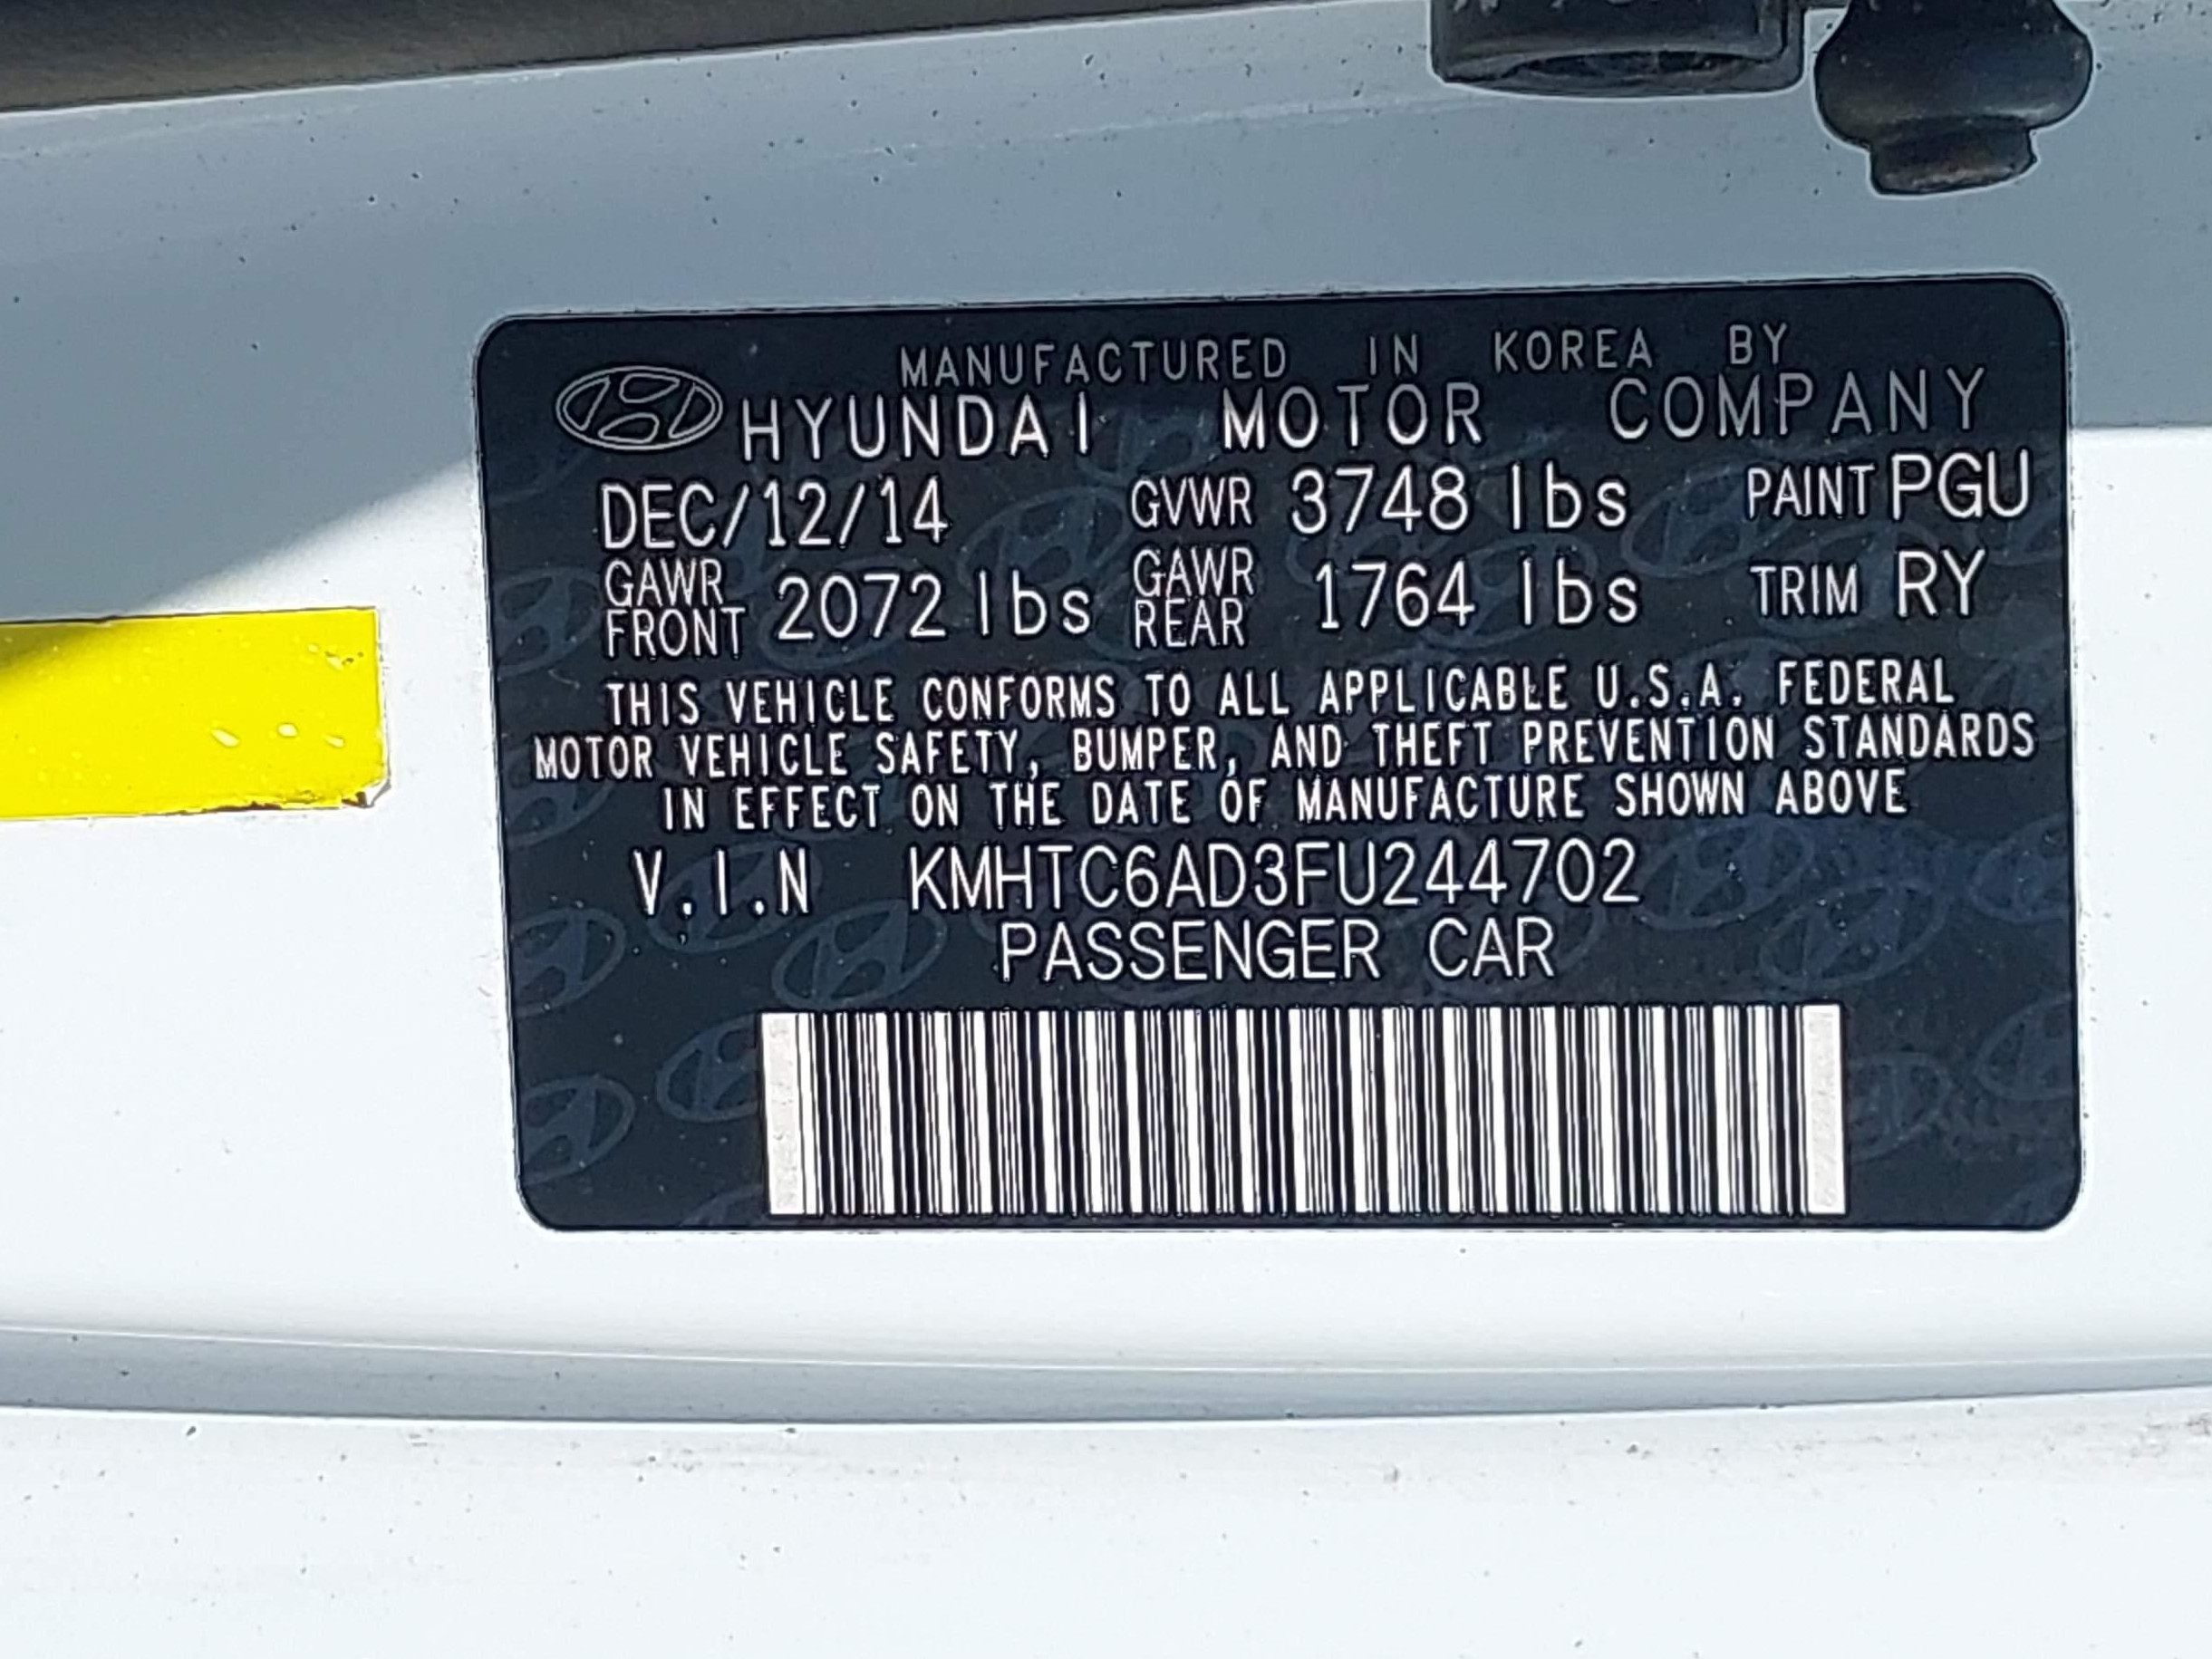 MANUFACTURED IN KOREA BY
HYUNDAI MOTOR COMPANY
DEC/12/14 GVWR 3748 lbs PAINT PGU
GAWR FRONT 2072 lbs GAWR REAR 1764 lbs TRIM RY
THIS VEHICLE CONFORMS TO ALL APPLICABLE U.S.A. FEDERAL
MOTOR VEHICLE SAFETY, BUMPER, AND THEFT PREVENTION STANDARDS
IN EFFECT ON THE DATE OF MANUFACTURE SHOWN ABOVE
V.I.N KMHTC6AD3FU244702
PASSENGER CAR